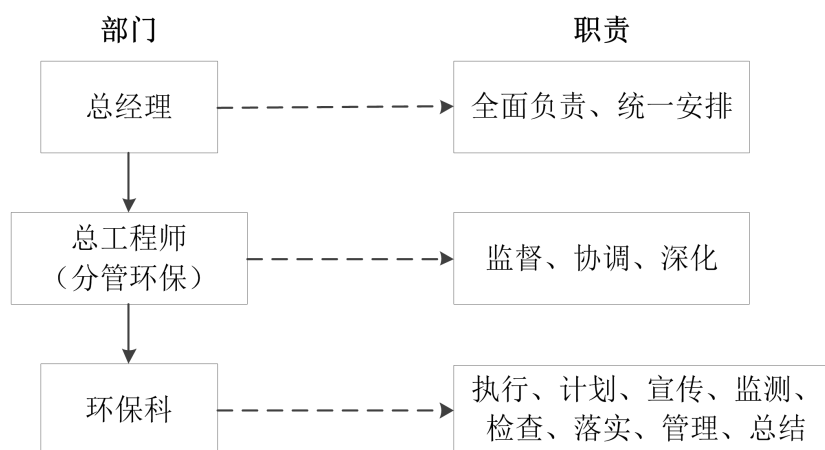 部门
职责
总经理
全面负责、统一安排
总工程师
（分管环保）
监督、协调、深化
环保科
执行、计划、宣传、监测、
检查、落实、管理、总结